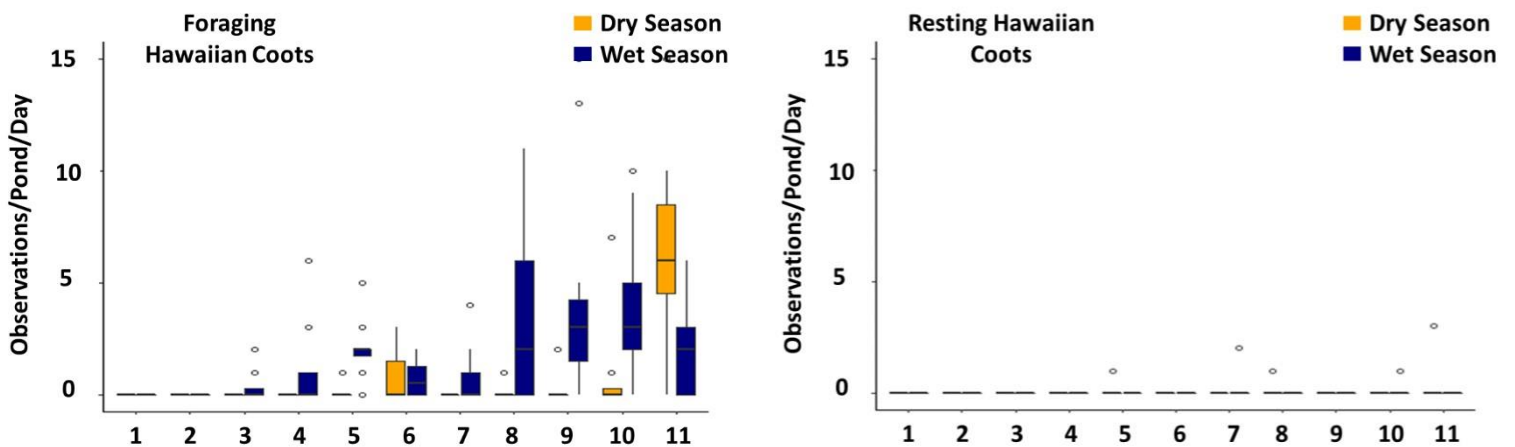 Foraging
Hawaiian Coots
Dry Season
Wet Season
Observations/Pond/Day
15
10
5
0
1 2 3 4 5 6 7 8 9 10 11
Resting Hawaiian
Coots
Dry Season
Wet Season
Observations/Pond/Day
15
10
5
0
1 2 3 4 5 6 7 8 9 10 11